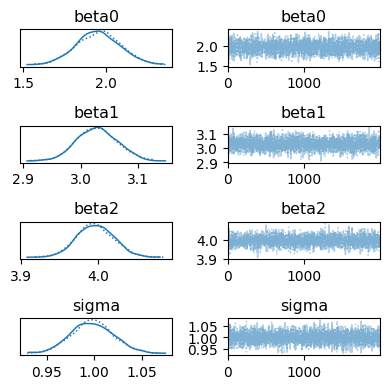 beta0 beta0
2.0
1.5
1.5 2.0 0 1000
beta1 beta1
3.1
3.0
2.9
2.9 3.0 3.1 0 1000
beta2 beta2
4.0
3.9
3.9 4.0 0 1000
sigma sigma
1.05
1.00
0.95
0.95 1.00 1.05 0 1000